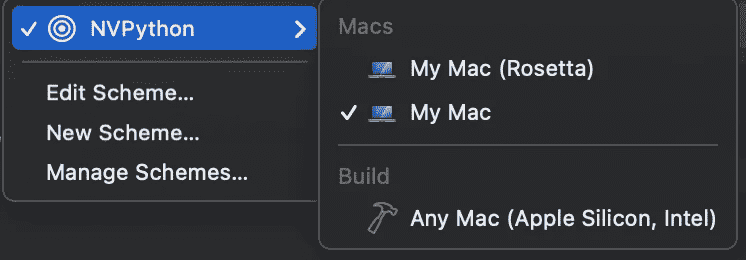 NVPython
Edit Scheme...
New Scheme...
Manage Schemes...
Macs
My Mac (Rosetta)
My Mac
Build
Any Mac (Apple Silicon, Intel)